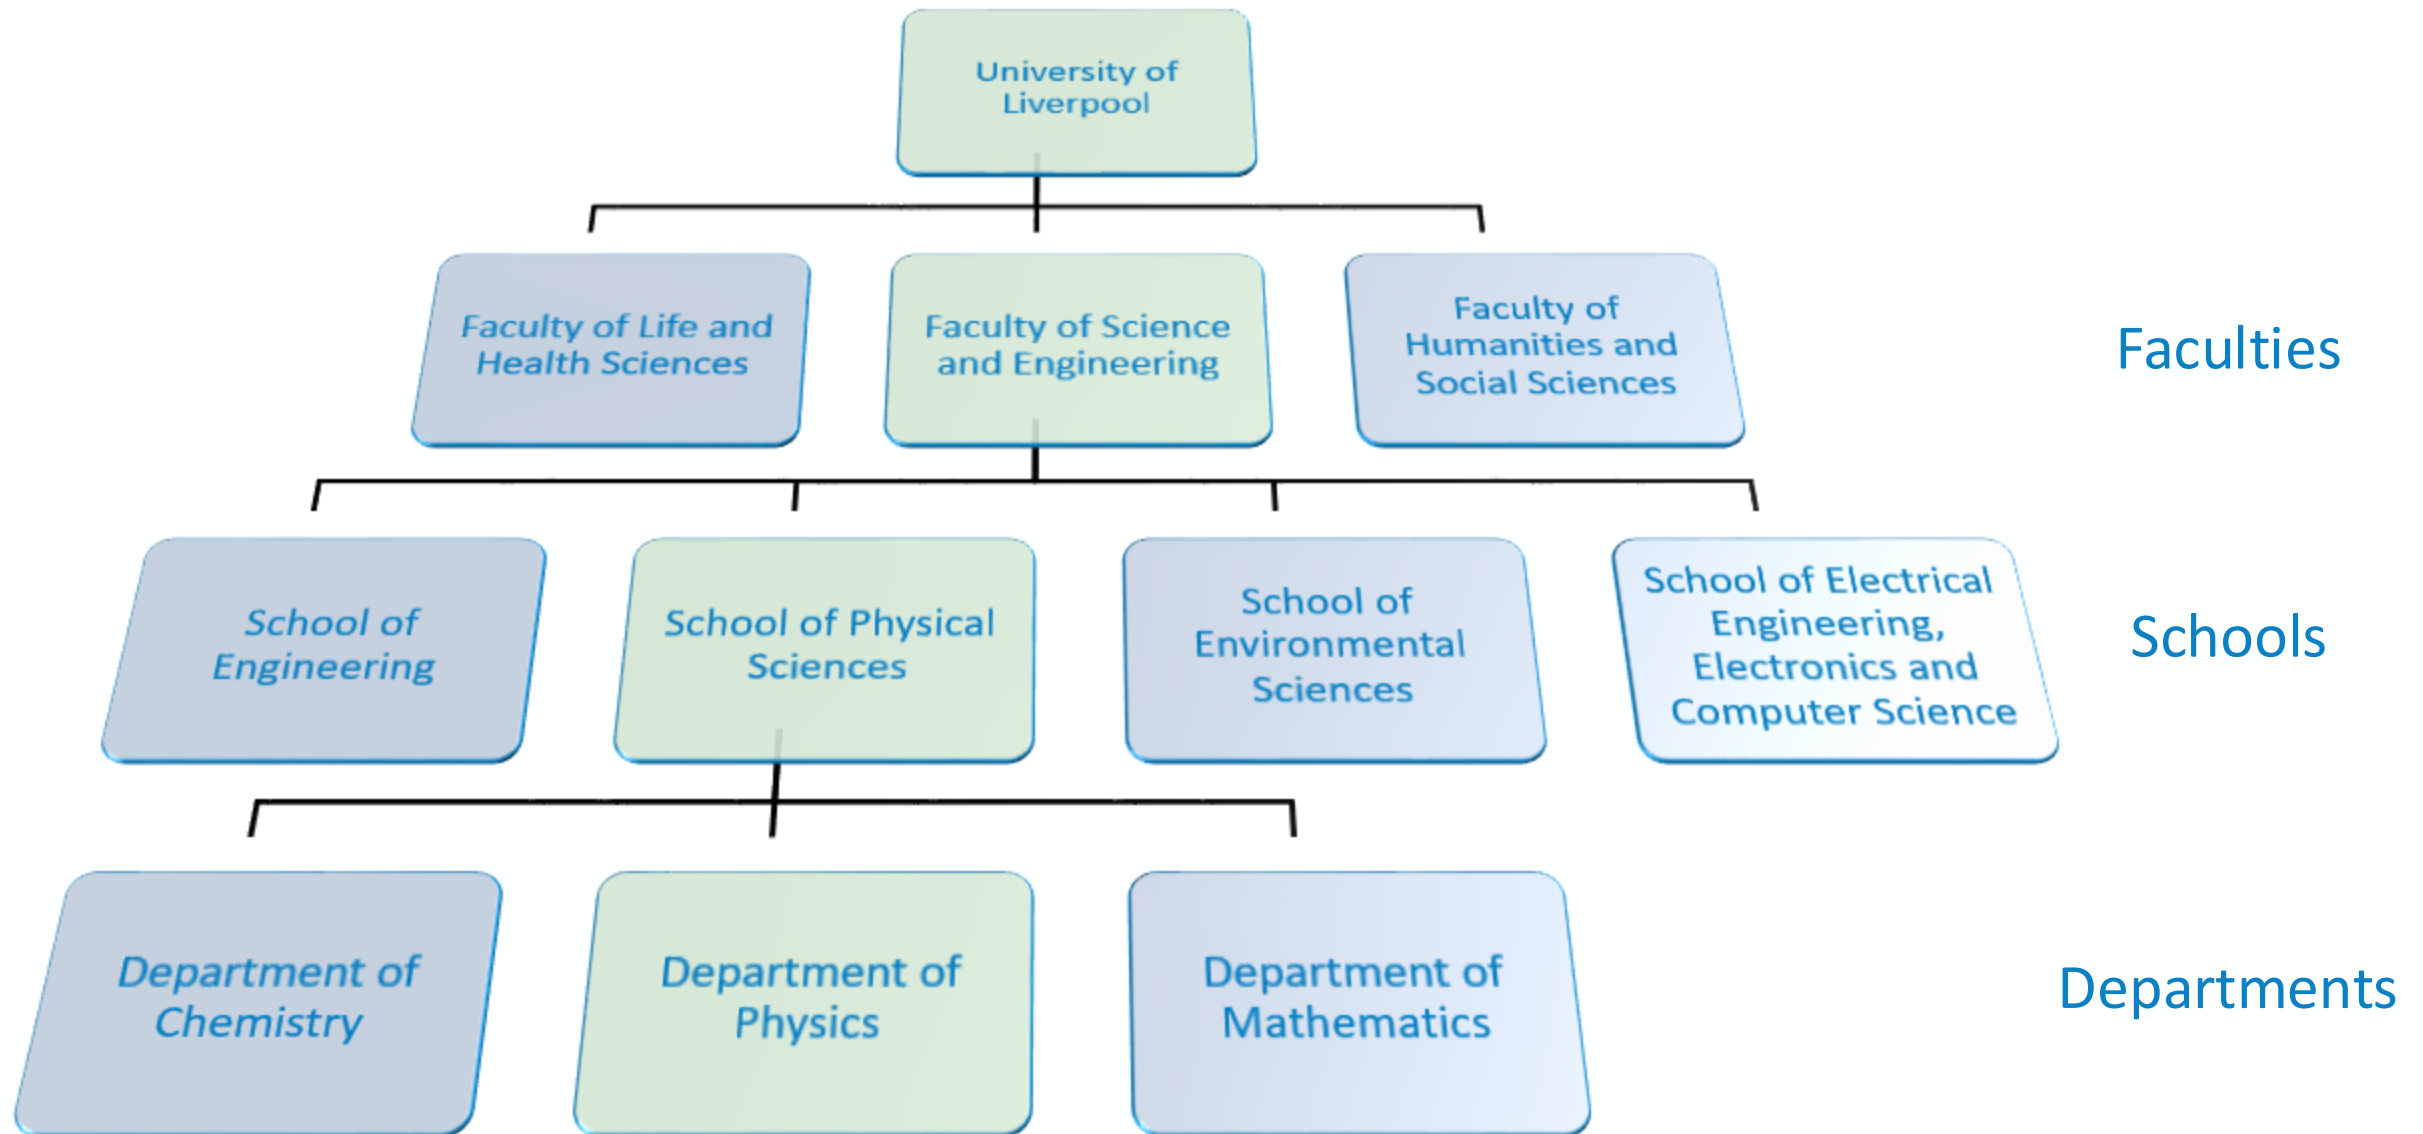 University of
Liverpool
Faculty of Life and
Health Sciences
Faculty of Science
and Engineering
Faculty of
Humanities and
Social Sciences
Faculties
School of
Engineering
School of Physical
Sciences
School of
Environmental
Sciences
School of Electrical
Engineering,
Electronics and
Computer Science
Schools
Department of
Chemistry
Department of
Physics
Department of
Mathematics
Departments